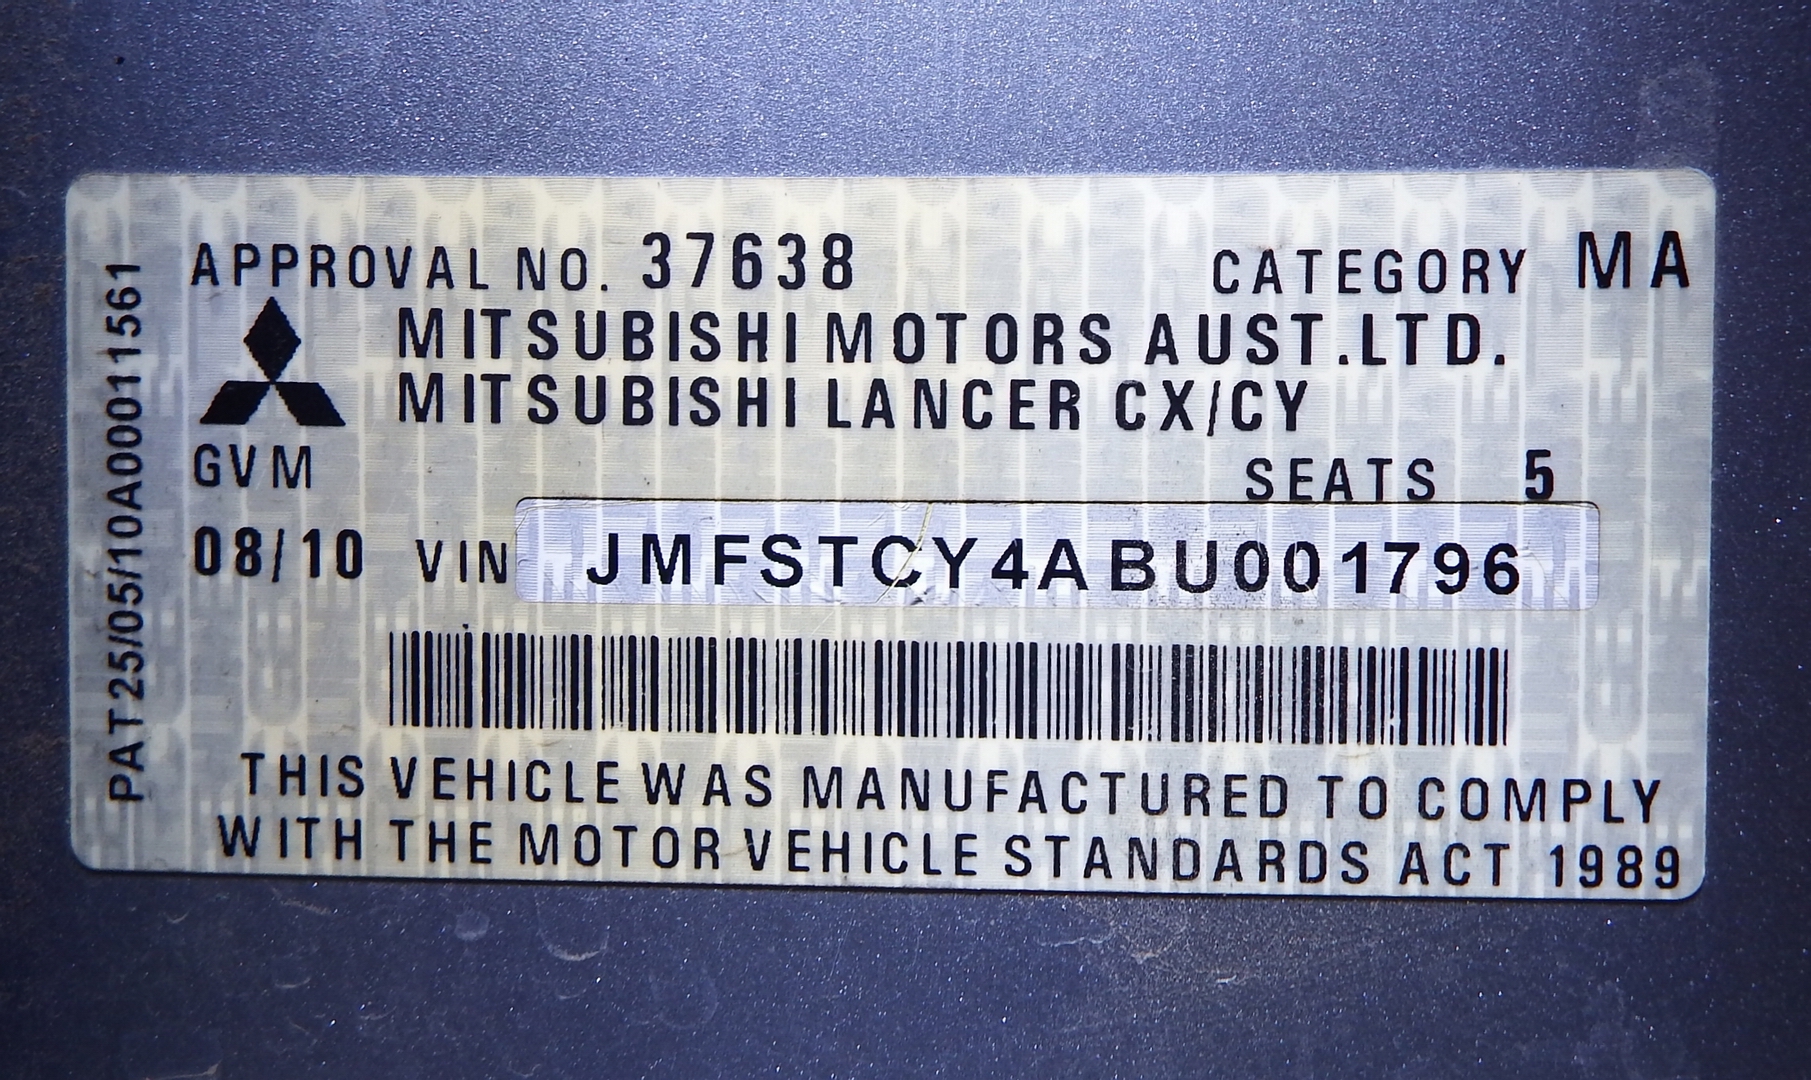 APPROVAL NO. 37638 CATEGORY MA
MITSUBISHI MOTORS AUST.LTD.
MITSUBISHI LANCER CX/CY
GVM SEATS 5
08/10 VIN JMFSTCY4ABU001796
THIS VEHICLE WAS MANUFACTURED TO COMPLY
WITH THE MOTOR VEHICLE STANDARDS ACT 1989
PAT25/05/10A00011561